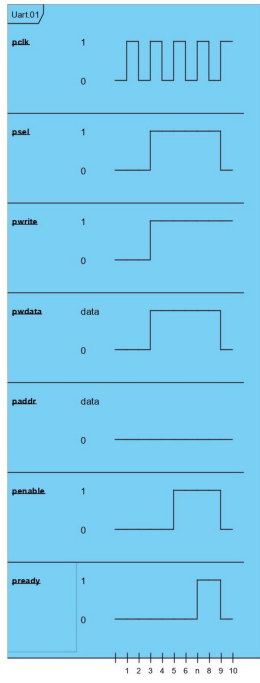 Uart.01
pclk 1
0
psel 1
0
pwrite 1
0
pwdata data
0
paddr data
0
penable 1
0
pready 1
0
1 2 3 4 5 6 n 8 9 10